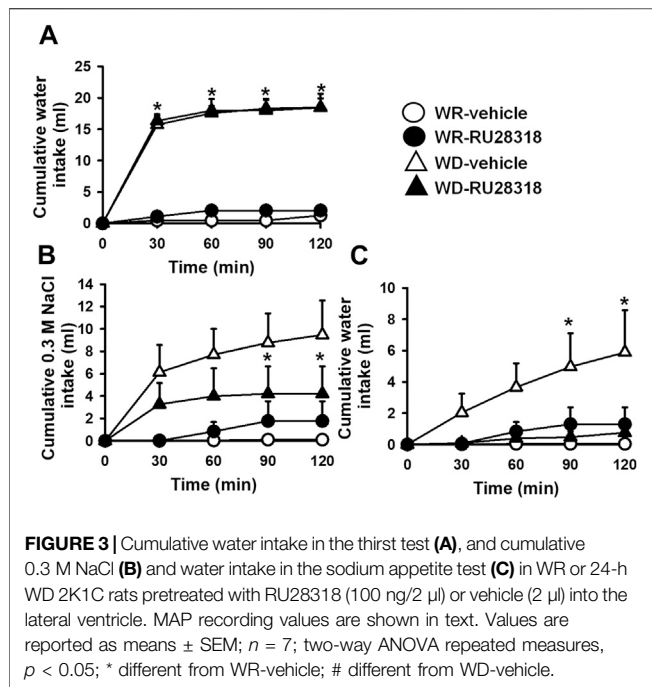 A
Cumulative water
intake (ml)
25
20
15
10
5
0
0 30 60 90 120
Time (min)
WR-vehicle
WR-RU28318
WD-vehicle
WD-RU28318
* * * *
B
Cumulative 0.3 M NaCl
intake (ml)
14
12
10
8
6
4
2
0
0 30 60 90 120
Time (min)
* *
C
Cumulative water
intake (ml)
10
8
6
4
2
0
0 30 60 90 120
Time (min)
* *
FIGURE 3 | Cumulative water intake in the thirst test (A), and cumulative
0.3 M NaCl (B) and water intake in the sodium appetite test (C) in WR or 24-h
WD 2K1C rats pretreated with RU28318 (100 ng/2 μl) or vehicle (2 μl) into the
lateral ventricle. MAP recording values are shown in text. Values are
reported as means ± SEM; n = 7; two-way ANOVA repeated measures,
p < 0.05; * different from WR-vehicle; # different from WD-vehicle.